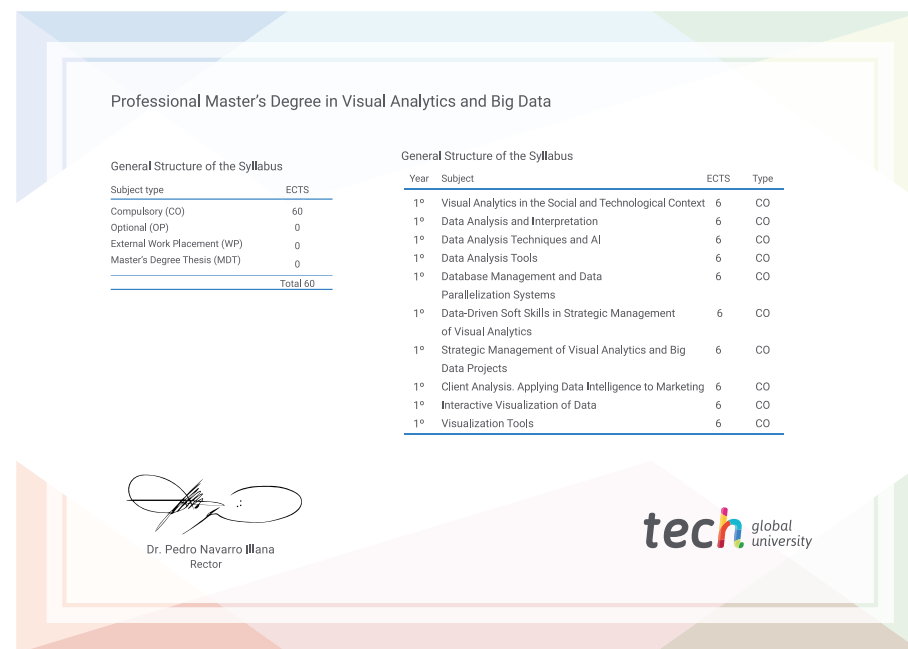 Professional Master's Degree in Visual Analytics and Big Data
General Structure of the Syllabus
Subject type ECTS
Compulsory (CO) 60
Optional (OP) 0
External Work Placement (WP) 0
Master's Degree Thesis (MDT) 0
Total 60
General Structure of the Syllabus
Year Subject ECTS Type
1º Visual Analytics in the Social and Technological Context 6 CO
1º Data Analysis and Interpretation 6 CO
1º Data Analysis Techniques and AI 6 CO
1º Data Analysis Tools 6 CO
1º Database Management and Data 6 CO
Parallelization Systems
1º Data-Driven Soft Skills in Strategic Management 6 CO
of Visual Analytics
1º Strategic Management of Visual Analytics and Big 6 CO
Data Projects
1º Client Analysis. Applying Data Intelligence to Marketing 6 CO
1º Interactive Visualization of Data 6 CO
1º Visualization Tools 6 CO
Dr. Pedro Navarro Illana
Rector
tech global
university